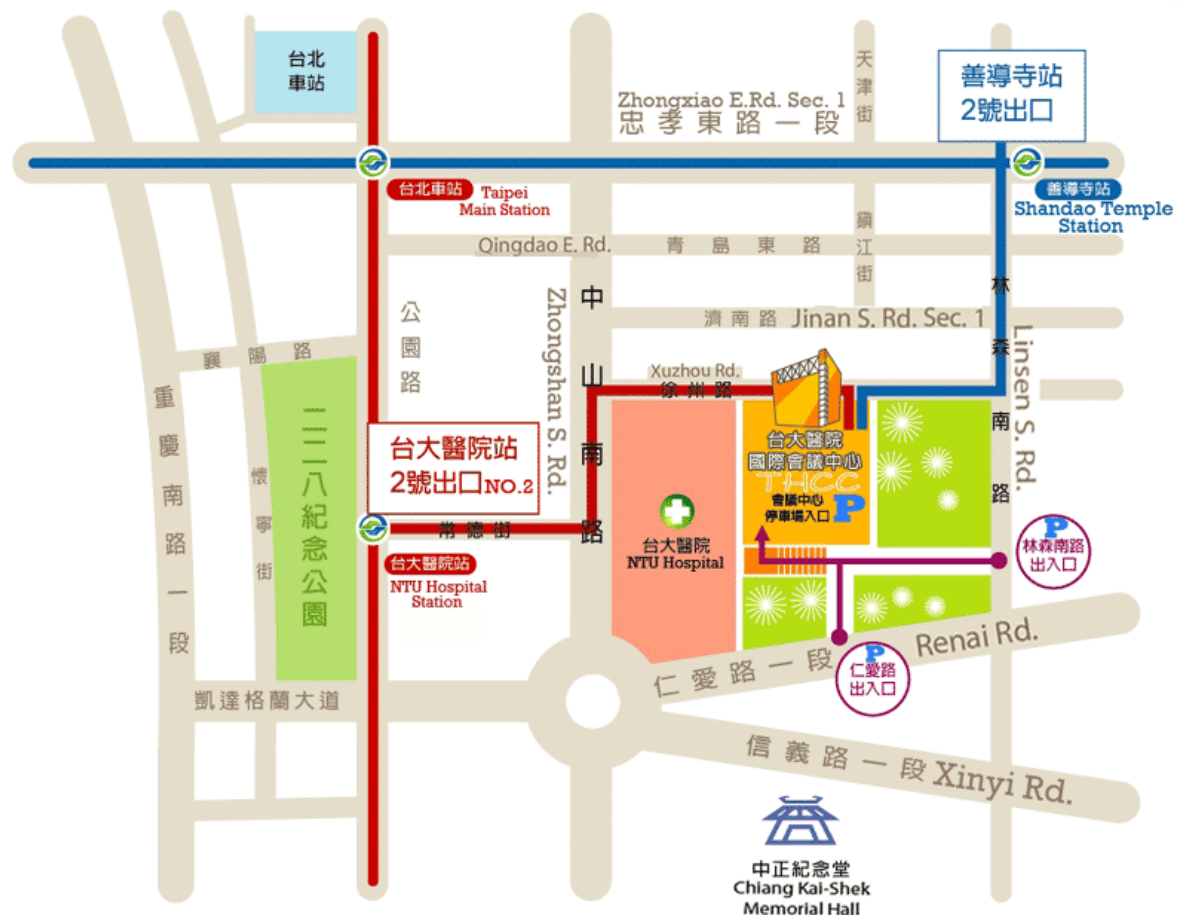 台北
車站
善導寺站
2號出口
天津街
Zhongxiao E.Rd. Sec. 1
忠孝東路一段
台北車站
Taipei
Main Station
善導寺站
Shandao Temple
Station
Qingdao E. Rd.
青島東路
鎮江街
公園路
中山南路
Zhongshan S. Rd.
濟南路 Jinan S. Rd. Sec. 1
林森南路
Linsen S. Rd.
襄陽路
Xuzhou Rd.
徐州路
重慶南路一段
二二八紀念公園
懷寧街
台大醫院站
2號出口NO.2
常德街
台大醫院站
NTU Hospital
Station
台大醫院
NTU Hospital
台大醫院
國際會議中心
THCC
會議中心
停車場入口
P
P
林森南路
出入口
P
仁愛路
出入口
仁愛路一段 Renai Rd.
凱達格蘭大道
信義路一段 Xinyi Rd.
中正紀念堂
Chiang Kai-Shek
Memorial Hall